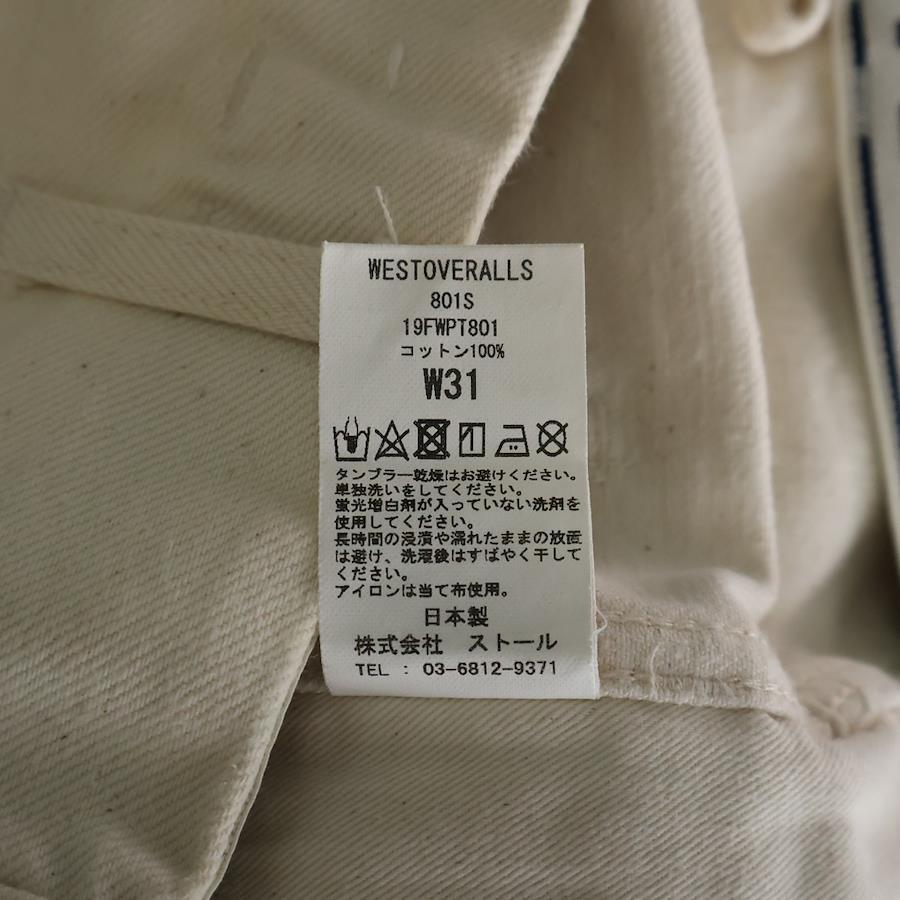 WESTOVERALLS
801S
19FWPT801
コットン100%
W31
タンブラー乾燥はお避けください。
単独洗いをしてください。
蛍光増白剤が入っていない洗剤を
使用してください。
長時間の浸漬や濡れたままの放置
は避け、洗濯後はすばやく干して
ください。
アイロンは当て布使用。
日本製
株式会社 ストール
TEL : 03-6812-9371